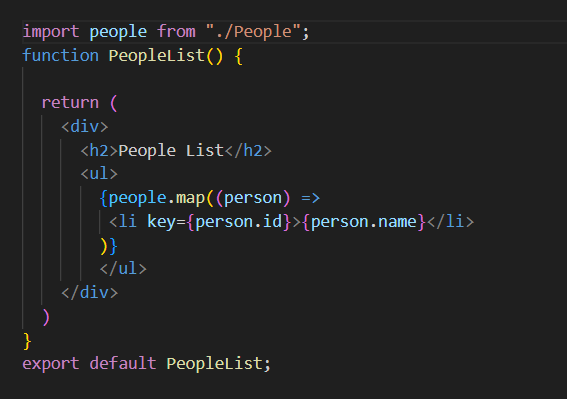 import people from "./People";
function PeopleList() {
return (
<div>
<h2>People List</h2>
<ul>
{people.map((person) =>
<li key={person.id}>{person.name}</li>
)}
</ul>
</div>
)
}
export default PeopleList;